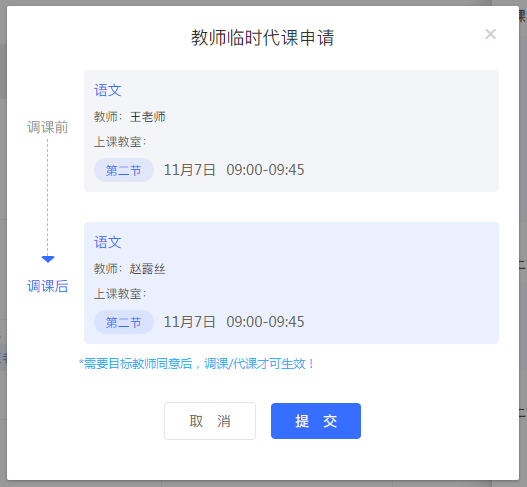 教师临时代课申请
调课前
语文
教师：王老师
上课教室：
第二节 11月7日 09:00-09:45
调课后
语文
教师：赵露丝
上课教室：
第二节 11月7日 09:00-09:45
*需要目标教师同意后，调课/代课才可生效！
取 消
提 交